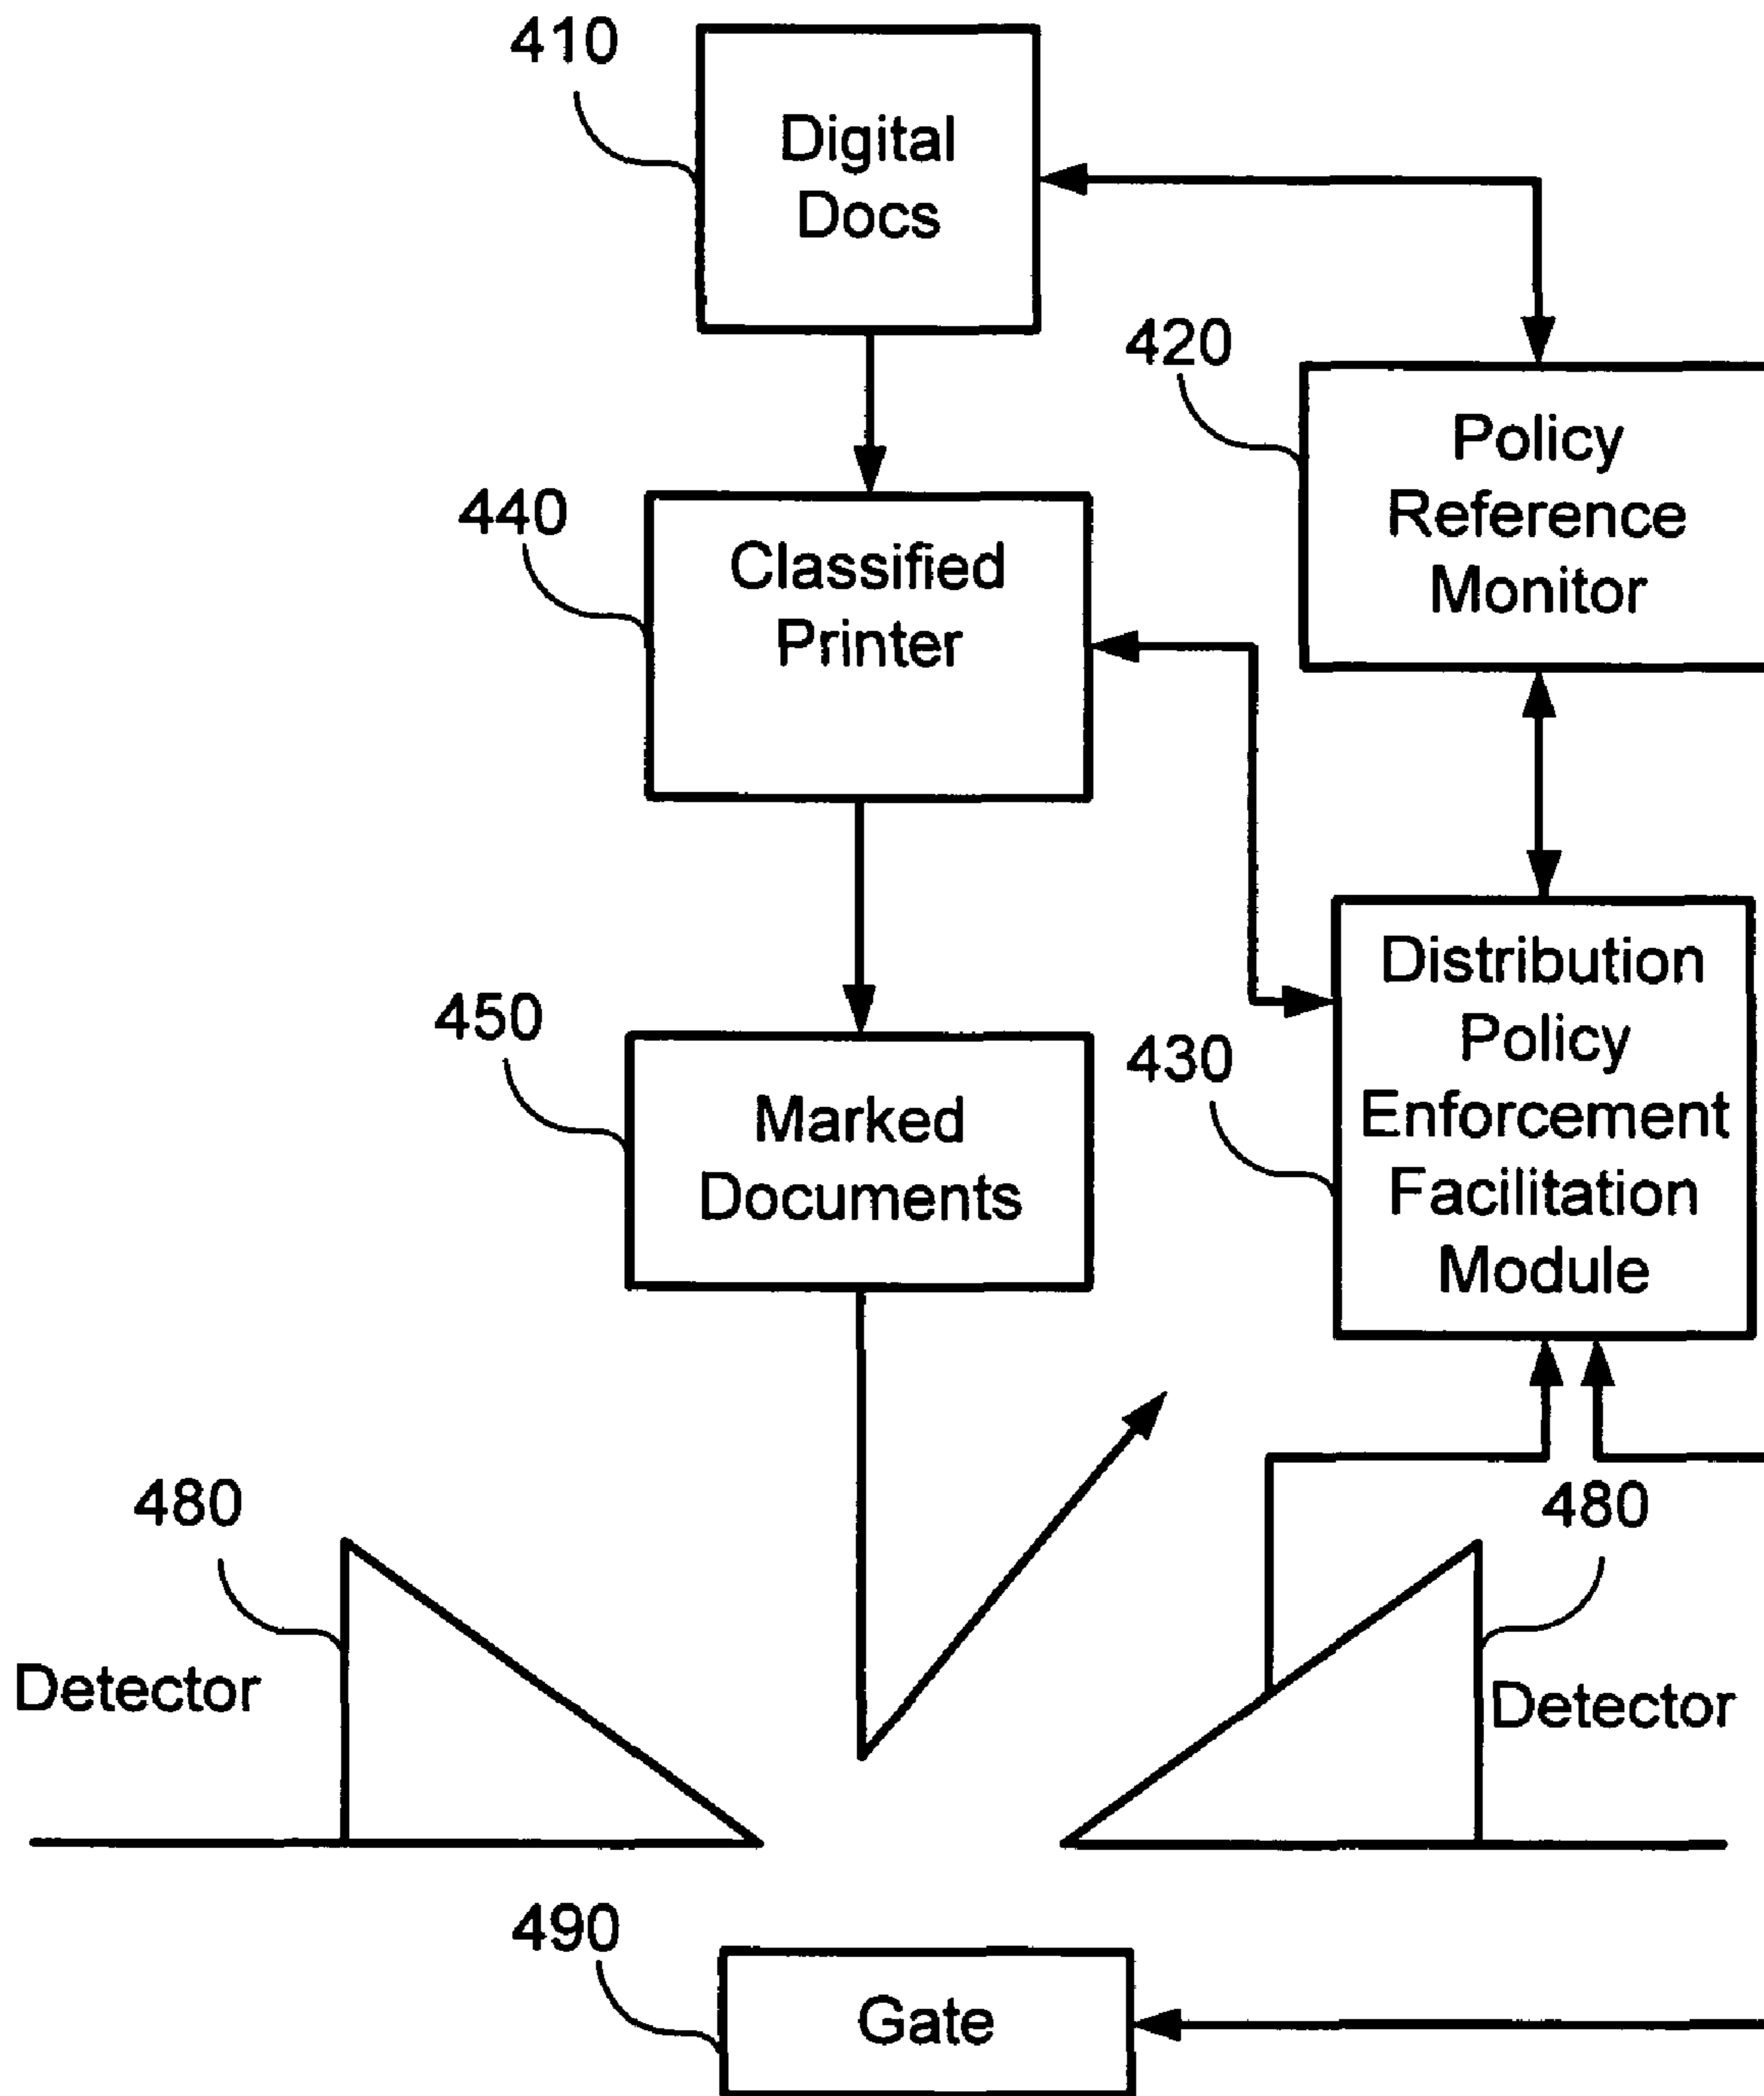 410
Digital
Docs
420
Policy
Reference
Monitor
440
Classified
Printer
450
Marked
Documents
430
Distribution
Policy
Enforcement
Facilitation
Module
480
Detector
480
Detector
490
Gate